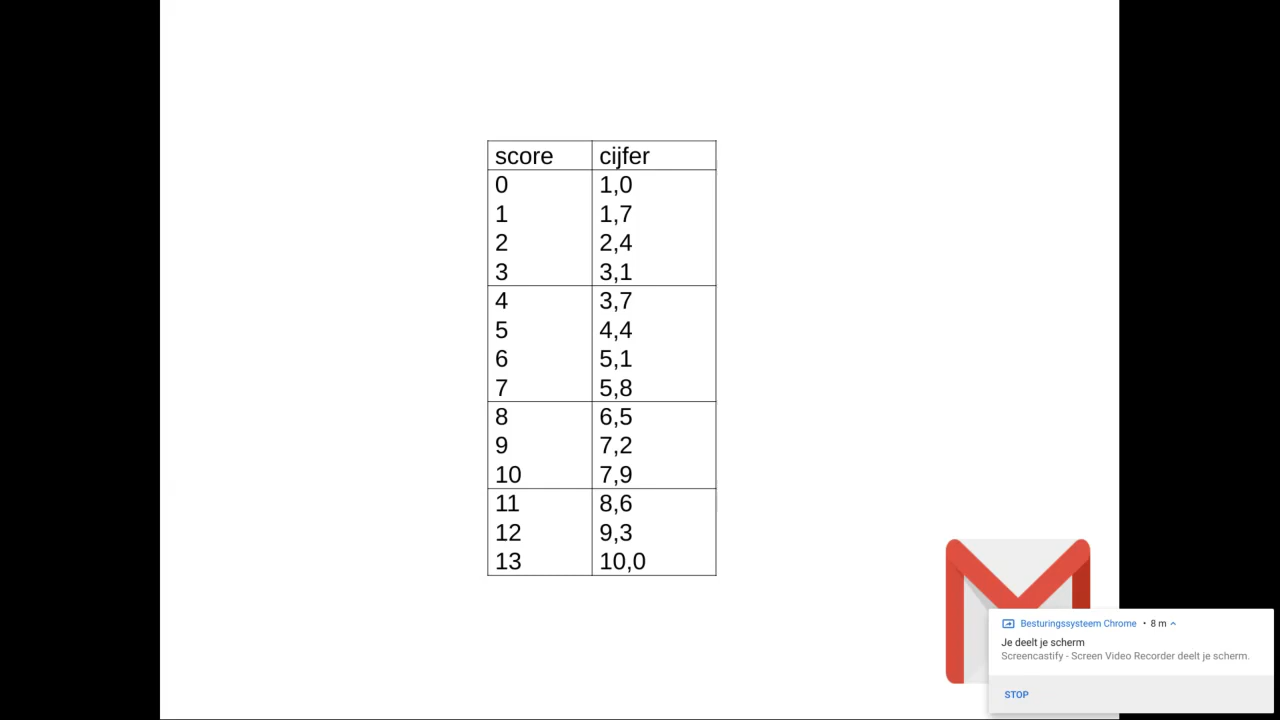 score cijfer
0 1,0
1 1,7
2 2,4
3 3,1
4 3,7
5 4,4
6 5,1
7 5,8
8 6,5
9 7,2
10 7,9
11 8,6
12 9,3
13 10,0
Besturingssysteem Chrome • 8 m
Je deelt je scherm
Screencastify - Screen Video Recorder deelt je scherm.
STOP